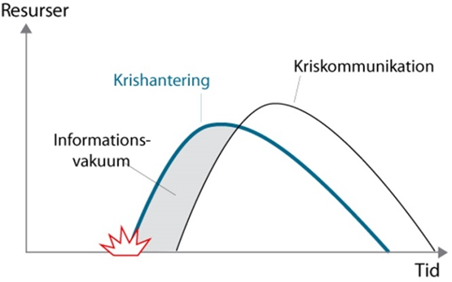 Resurser
Kriskommunikation
Krishantering
Informations-
vakuum
Tid